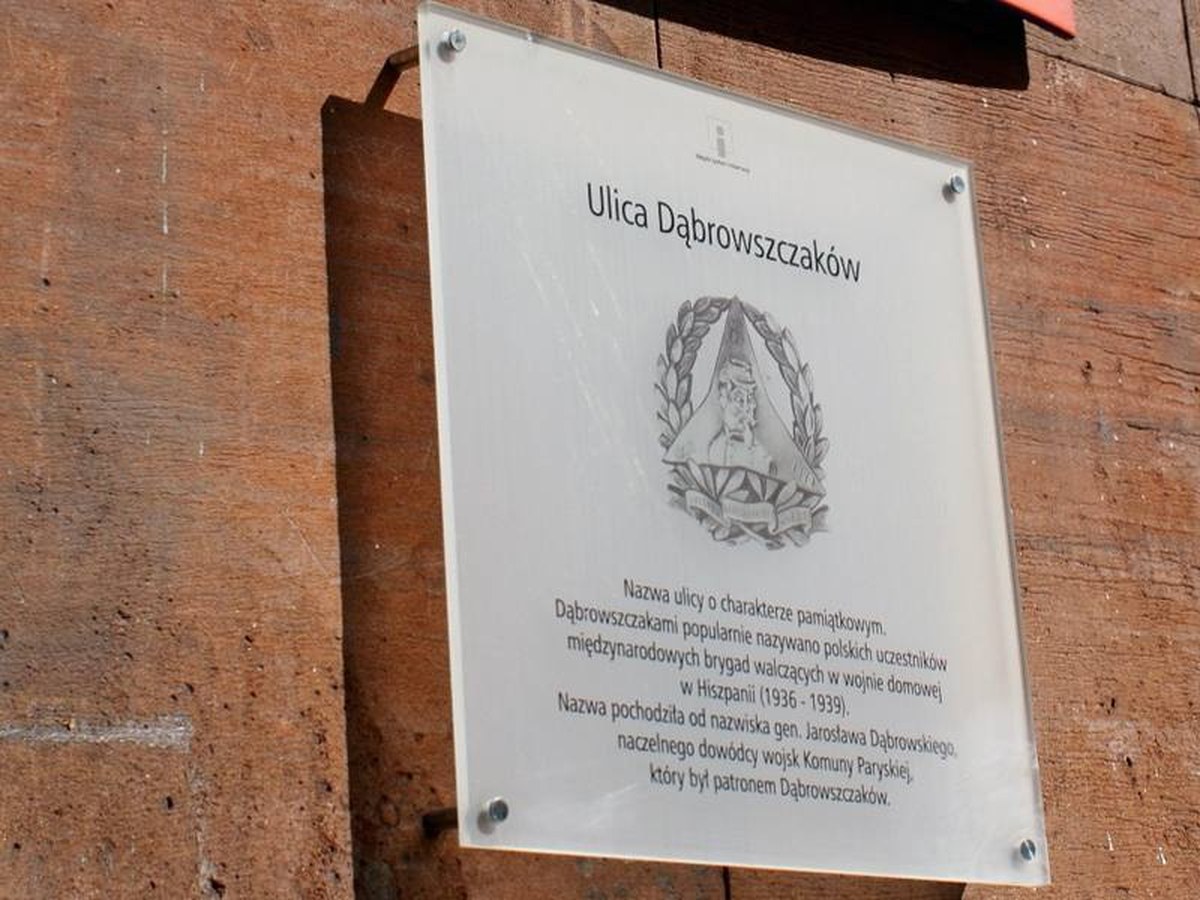 Ulica Dąbrowszczaków
Nazwa ulicy o charakterze pamiątkowym.
Dąbrowszczakami popularnie nazywano polskich uczestników
międzynarodowych brygad walczących w wojnie domowej
w Hiszpanii (1936 - 1939).
Nazwa pochodziła od nazwiska gen. Jarosława Dąbrowskiego,
naczelnego dowódcy wojsk Komuny Paryskiej,
który był patronem Dąbrowszczaków.